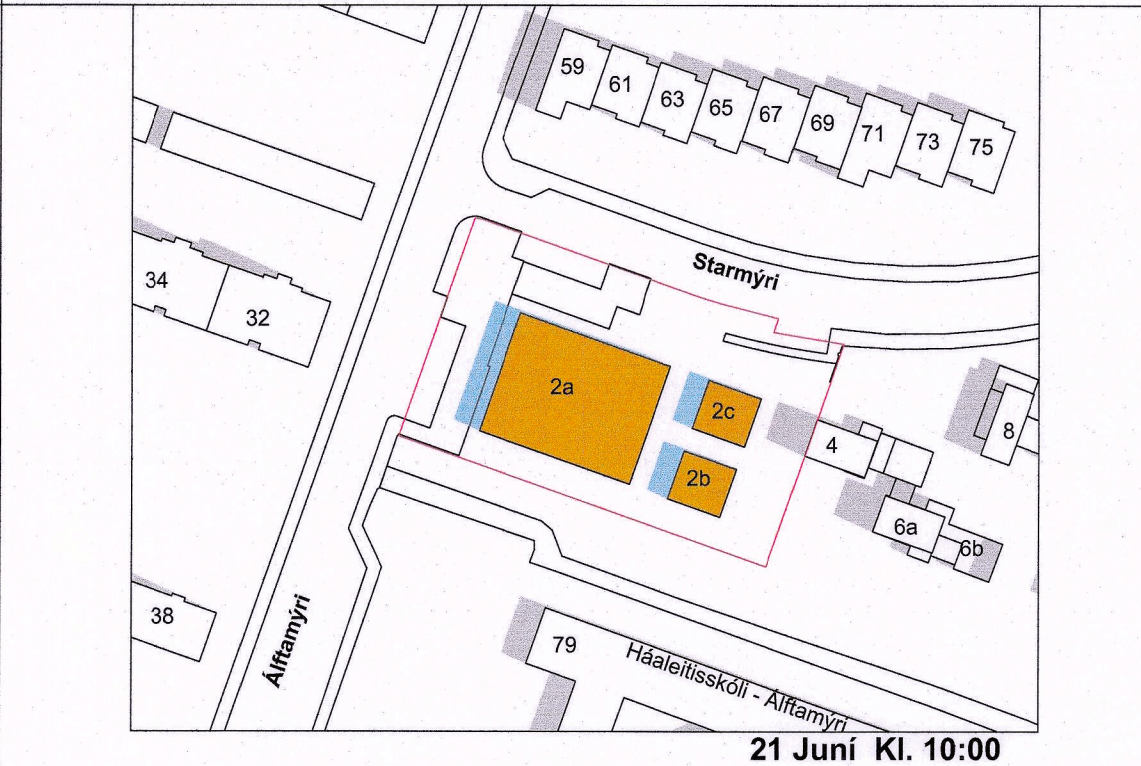 59
61
63
65
67
69
71
73
75
34
32
Starmýri
2a
2c
2b
4
8
6a
6b
38
Álftamýri
79
Háaleitisskóli - Álftamýri
21 Juní Kl. 10:00